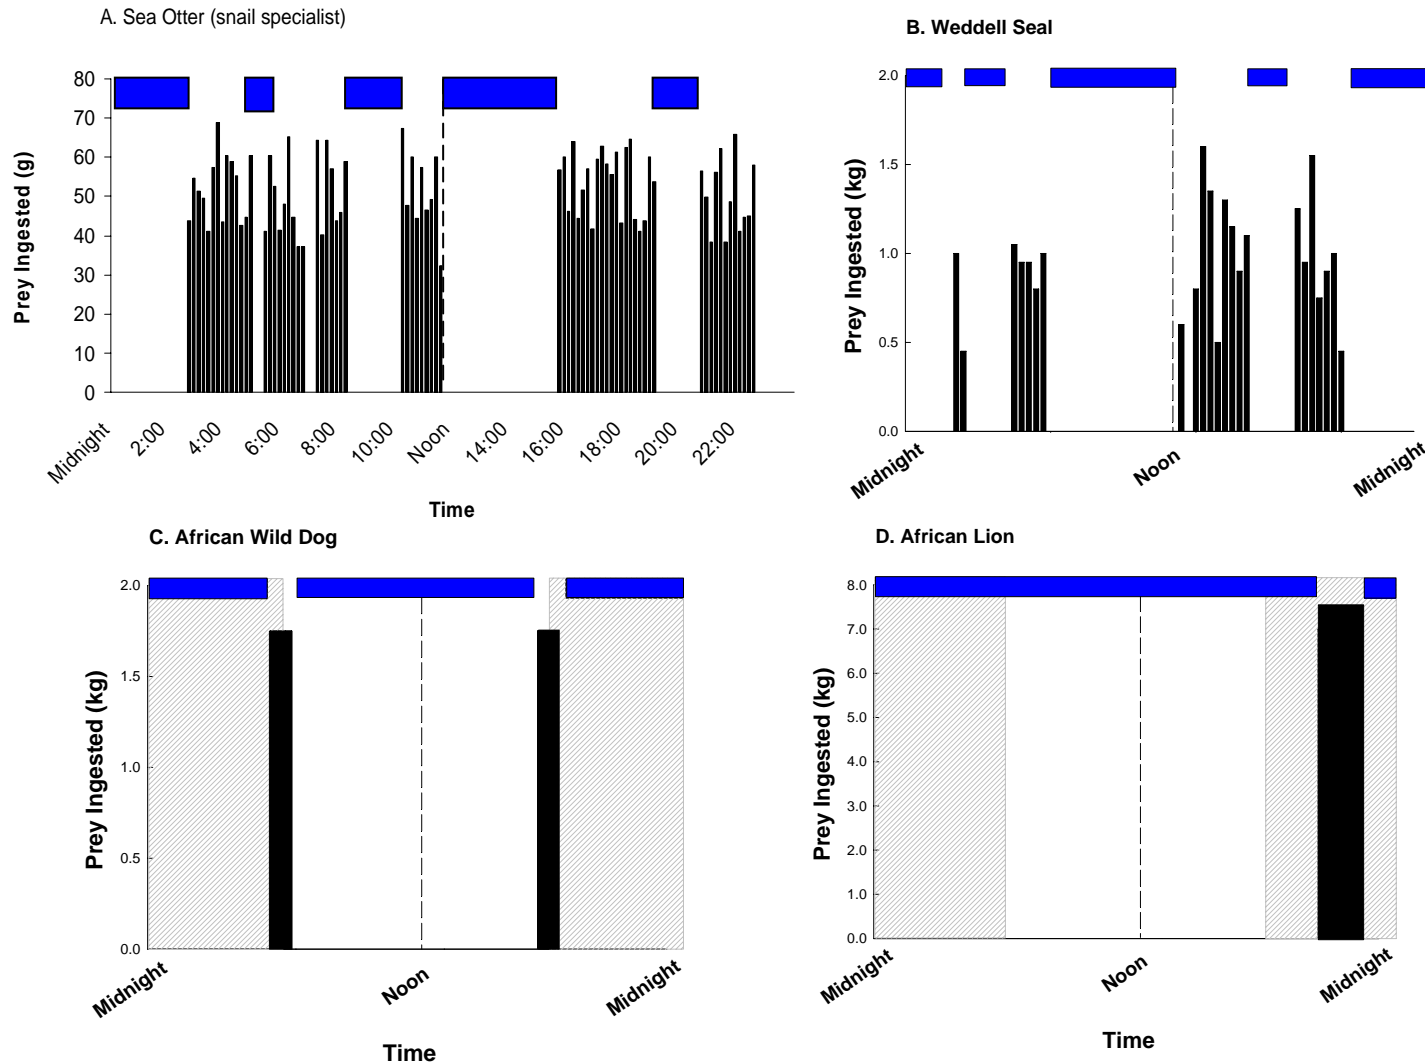 A. Sea Otter (snail specialist)
Prey Ingested (g)
80
70
60
50
40
30
20
10
0
Midnight
2:00
4:00
6:00
8:00
10:00
Noon
14:00
16:00
18:00
20:00
22:00
Time
B. Weddell Seal
Prey Ingested (kg)
2.0
1.5
1.0
0.5
0.0
Midnight
Noon
Midnight
C. African Wild Dog
Prey Ingested (kg)
2.0
1.5
1.0
0.5
0.0
Midnight
Noon
Midnight
Time
D. African Lion
Prey Ingested (kg)
8.0
7.0
6.0
5.0
4.0
3.0
2.0
1.0
0.0
Midnight
Noon
Midnight
Time